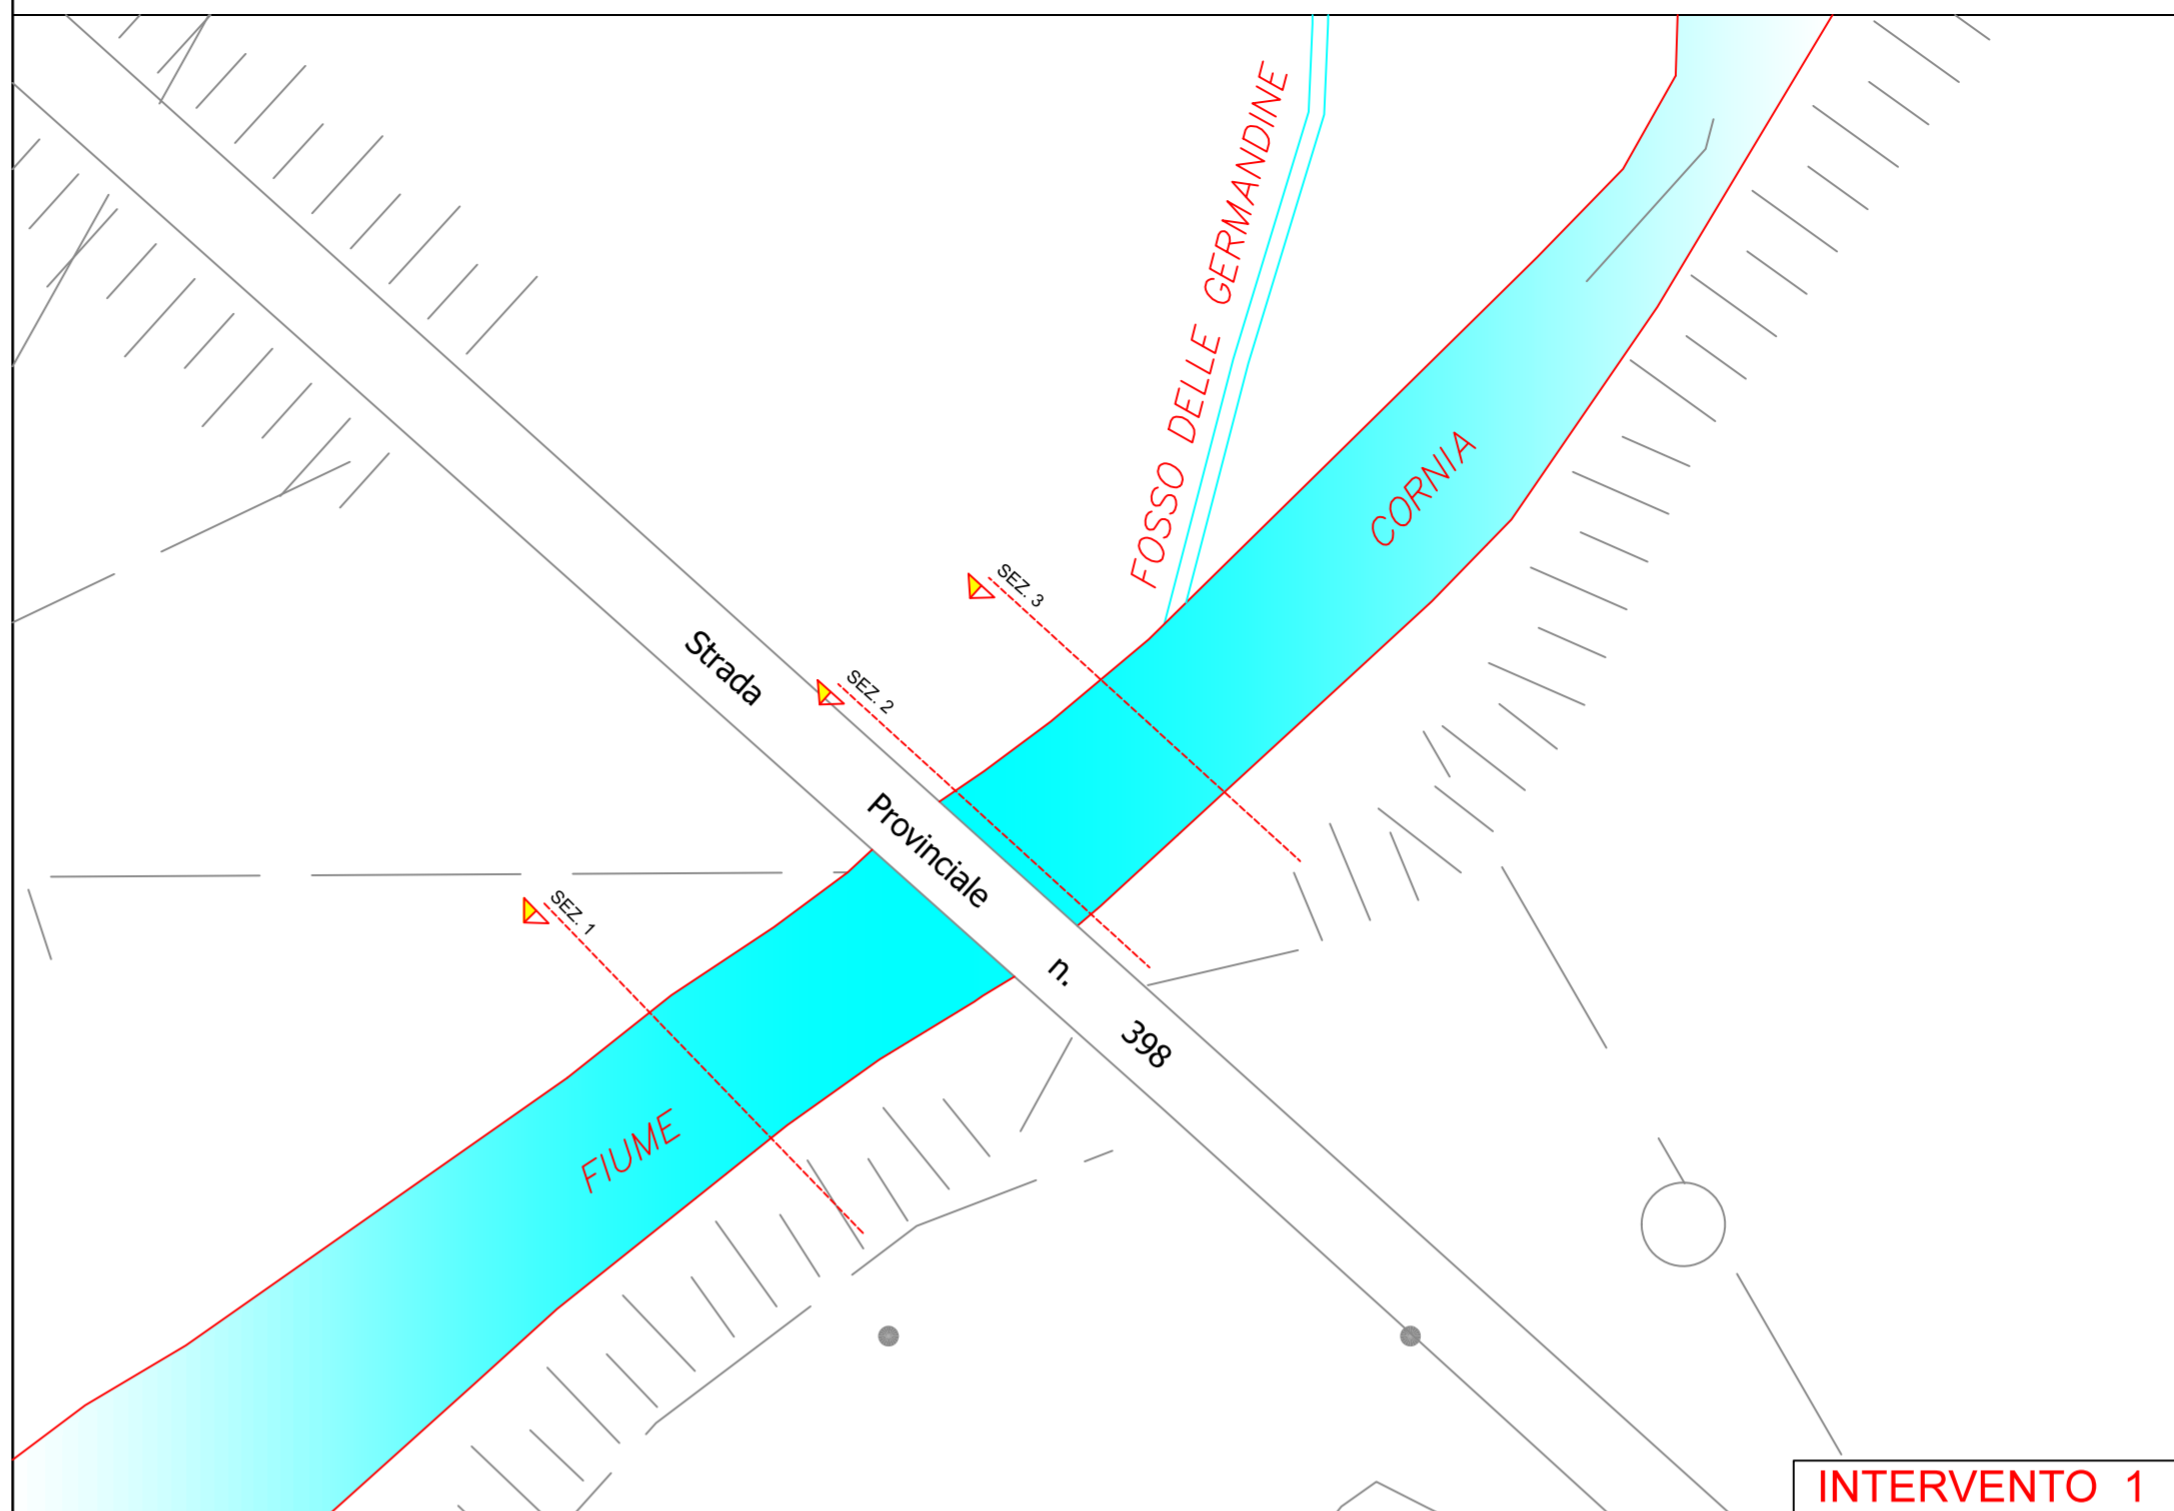 FOSSO DELLE GERMANDINE
CORNIA
SEZ. 3
SEZ. 2
SEZ. 1
Strada Provinciale n. 398
FIUME
INTERVENTO 1